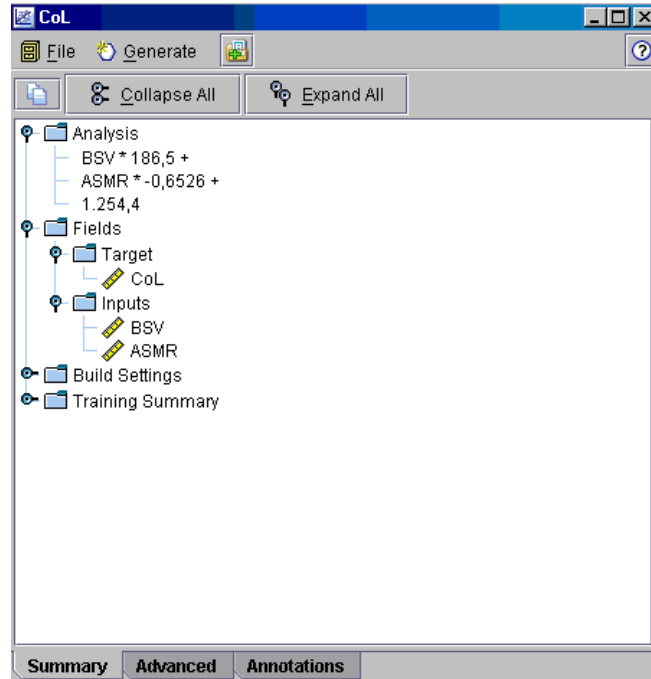 CoL
File Generate
Collapse All Expand All
Analysis
BSV * 186,5 +
ASMR * -0,6526 +
1.254,4
Fields
Target
CoL
Inputs
BSV
ASMR
Build Settings
Training Summary
Summary Advanced Annotations